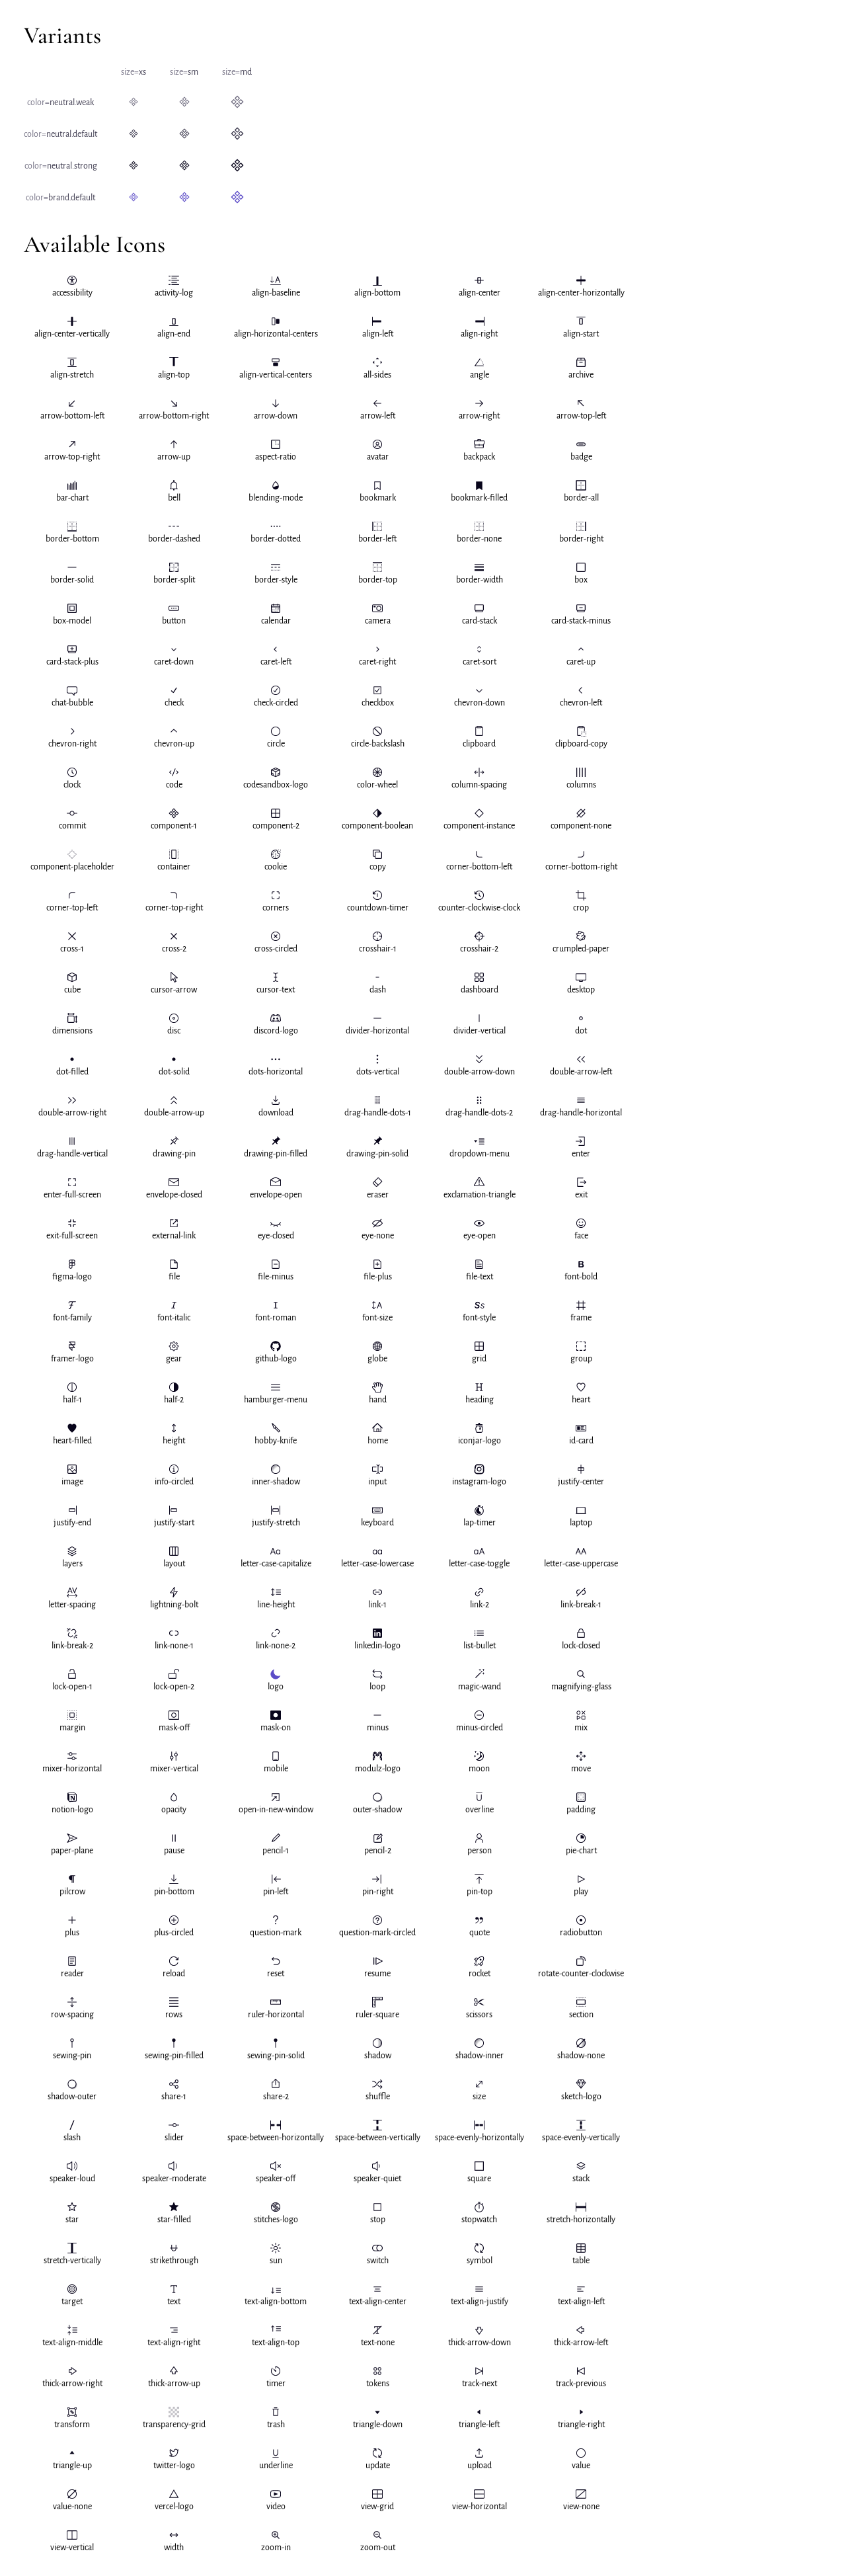 Variants
size=xs size=sm size=md
color=neutral.weak
color=neutral.default
color=neutral.strong
color=brand.default
Available Icons
accessibility activity-log align-baseline align-bottom align-center align-center-horizontally
align-center-vertically align-end align-horizontal-centers align-left align-right align-start
align-stretch align-top align-vertical-centers all-sides angle archive
arrow-bottom-left arrow-bottom-right arrow-down arrow-left arrow-right arrow-top-left
arrow-top-right arrow-up aspect-ratio avatar backpack badge
bar-chart bell blending-mode bookmark bookmark-filled border-all
border-bottom border-dashed border-dotted border-left border-none border-right
border-solid border-split border-style border-top border-width box
box-model button calendar camera card-stack card-stack-minus
card-stack-plus caret-down caret-left caret-right caret-sort caret-up
chat-bubble check check-circled checkbox chevron-down chevron-left
chevron-right chevron-up circle circle-backslash clipboard clipboard-copy
clock code codesandbox-logo color-wheel column-spacing columns
commit component-1 component-2 component-boolean component-instance component-none
component-placeholder container cookie copy corner-bottom-left corner-bottom-right
corner-top-left corner-top-right corners countdown-timer counter-clockwise-clock crop
cross-1 cross-2 cross-circled crosshair-1 crosshair-2 crumpled-paper
cube cursor-arrow cursor-text dash dashboard desktop
dimensions disc discord-logo divider-horizontal divider-vertical dot
dot-filled dot-solid dots-horizontal dots-vertical double-arrow-down double-arrow-left
double-arrow-right double-arrow-up download drag-handle-dots-1 drag-handle-dots-2 drag-handle-horizontal
drag-handle-vertical drawing-pin drawing-pin-filled drawing-pin-solid dropdown-menu enter
enter-full-screen envelope-closed envelope-open eraser exclamation-triangle exit
exit-full-screen external-link eye-closed eye-none eye-open face
figma-logo file file-minus file-plus file-text font-bold
font-family font-italic font-roman font-size font-style frame
framer-logo gear github-logo globe grid group
half-1 half-2 hamburger-menu hand heading heart
heart-filled height hobby-knife home iconjar-logo id-card
image info-circled inner-shadow input instagram-logo justify-center
justify-end justify-start justify-stretch keyboard lap-timer laptop
layers layout letter-case-capitalize letter-case-lowercase letter-case-toggle letter-case-uppercase
letter-spacing lightning-bolt line-height link-1 link-2 link-break-1
link-break-2 link-none-1 link-none-2 linkedin-logo list-bullet lock-closed
lock-open-1 lock-open-2 logo loop magic-wand magnifying-glass
margin mask-off mask-on minus minus-circled mix
mixer-horizontal mixer-vertical mobile modulz-logo moon move
notion-logo opacity open-in-new-window outer-shadow overline padding
paper-plane pause pencil-1 pencil-2 person pie-chart
pilcrow pin-bottom pin-left pin-right pin-top play
plus plus-circled question-mark question-mark-circled quote radiobutton
reader reload reset resume rocket rotate-counter-clockwise
row-spacing rows ruler-horizontal ruler-square scissors section
sewing-pin sewing-pin-filled sewing-pin-solid shadow shadow-inner shadow-none
shadow-outer share-1 share-2 shuffle size sketch-logo
slash slider space-between-horizontally space-between-vertically space-evenly-horizontally space-evenly-vertically
speaker-loud speaker-moderate speaker-off speaker-quiet square stack
star star-filled stitches-logo stop stopwatch stretch-horizontally
stretch-vertically strikethrough sun switch symbol table
target text text-align-bottom text-align-center text-align-justify text-align-left
text-align-middle text-align-right text-align-top text-none thick-arrow-down thick-arrow-left
thick-arrow-right thick-arrow-up timer tokens track-next track-previous
transform transparency-grid trash triangle-down triangle-left triangle-right
triangle-up twitter-logo underline update upload value
value-none vercel-logo video view-grid view-horizontal view-none
view-vertical width zoom-in zoom-out